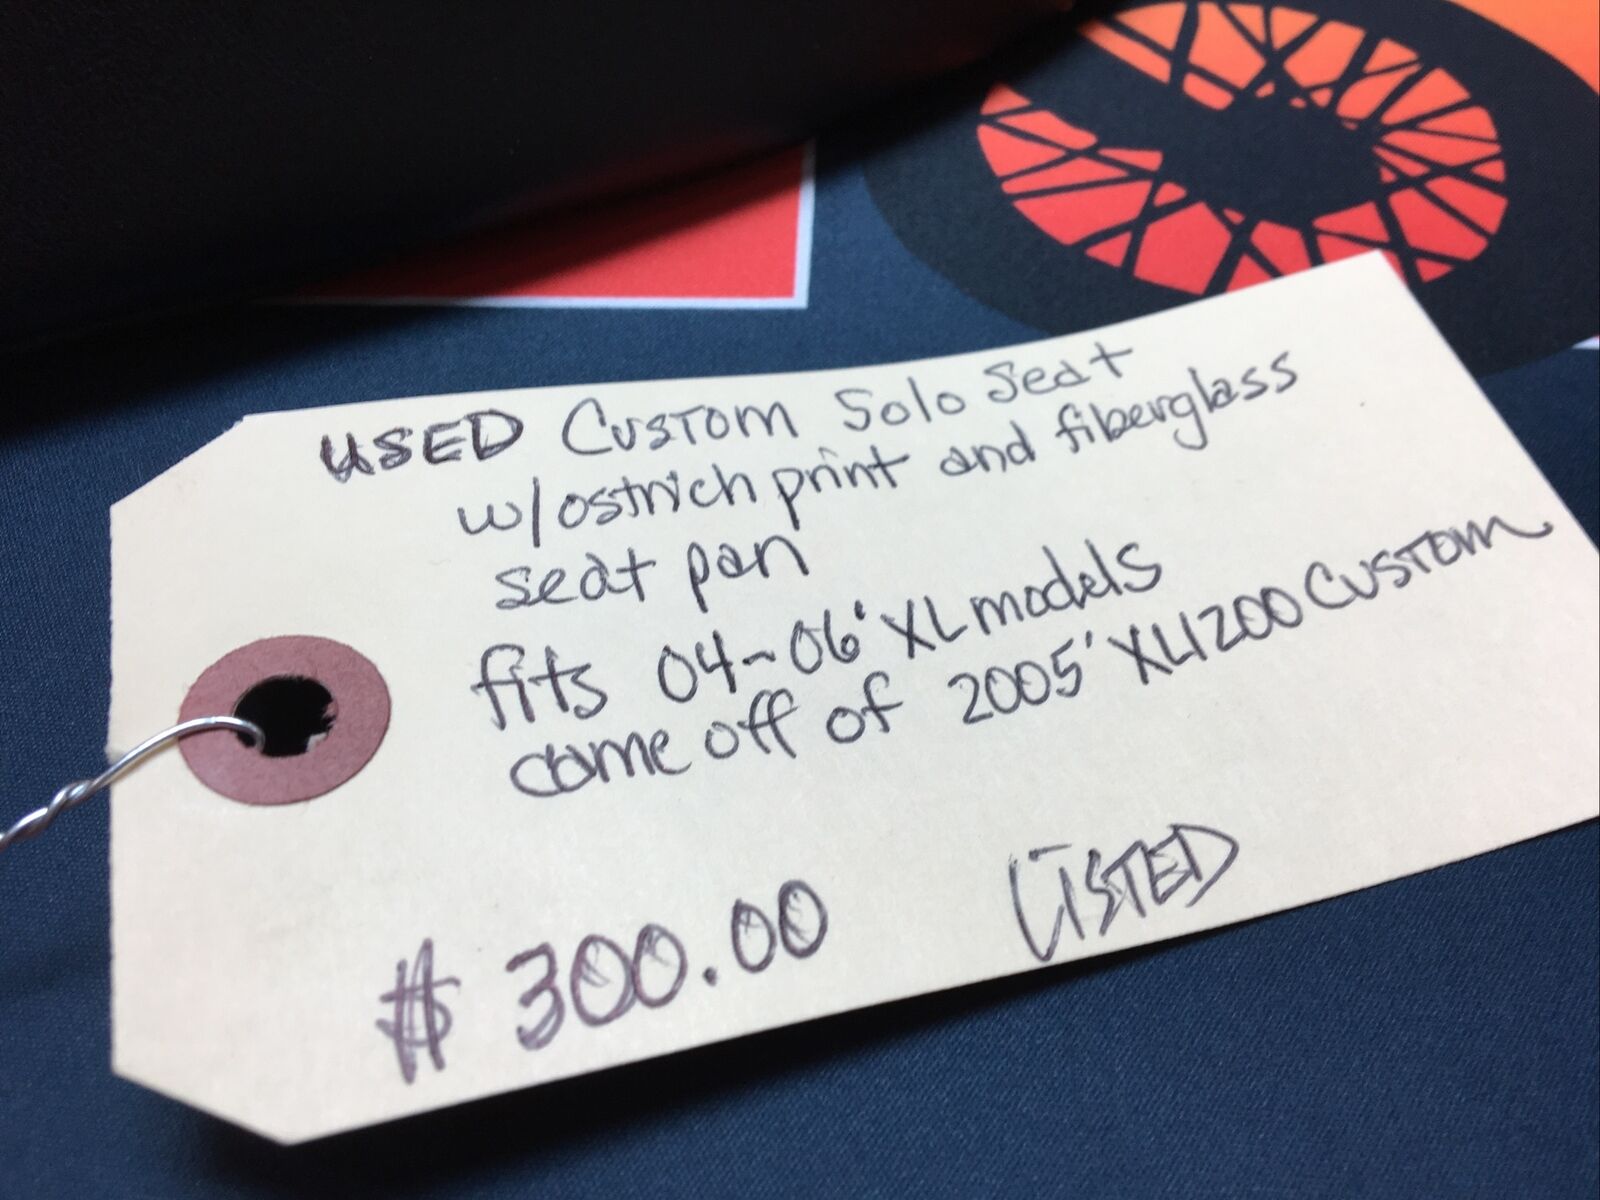 USED Custom Solo Seat
w/ostrich print and fiberglass
seat pan
fits 04-06' XL models
came off of 2005' XL1200 Custom
$300.00
LISTED